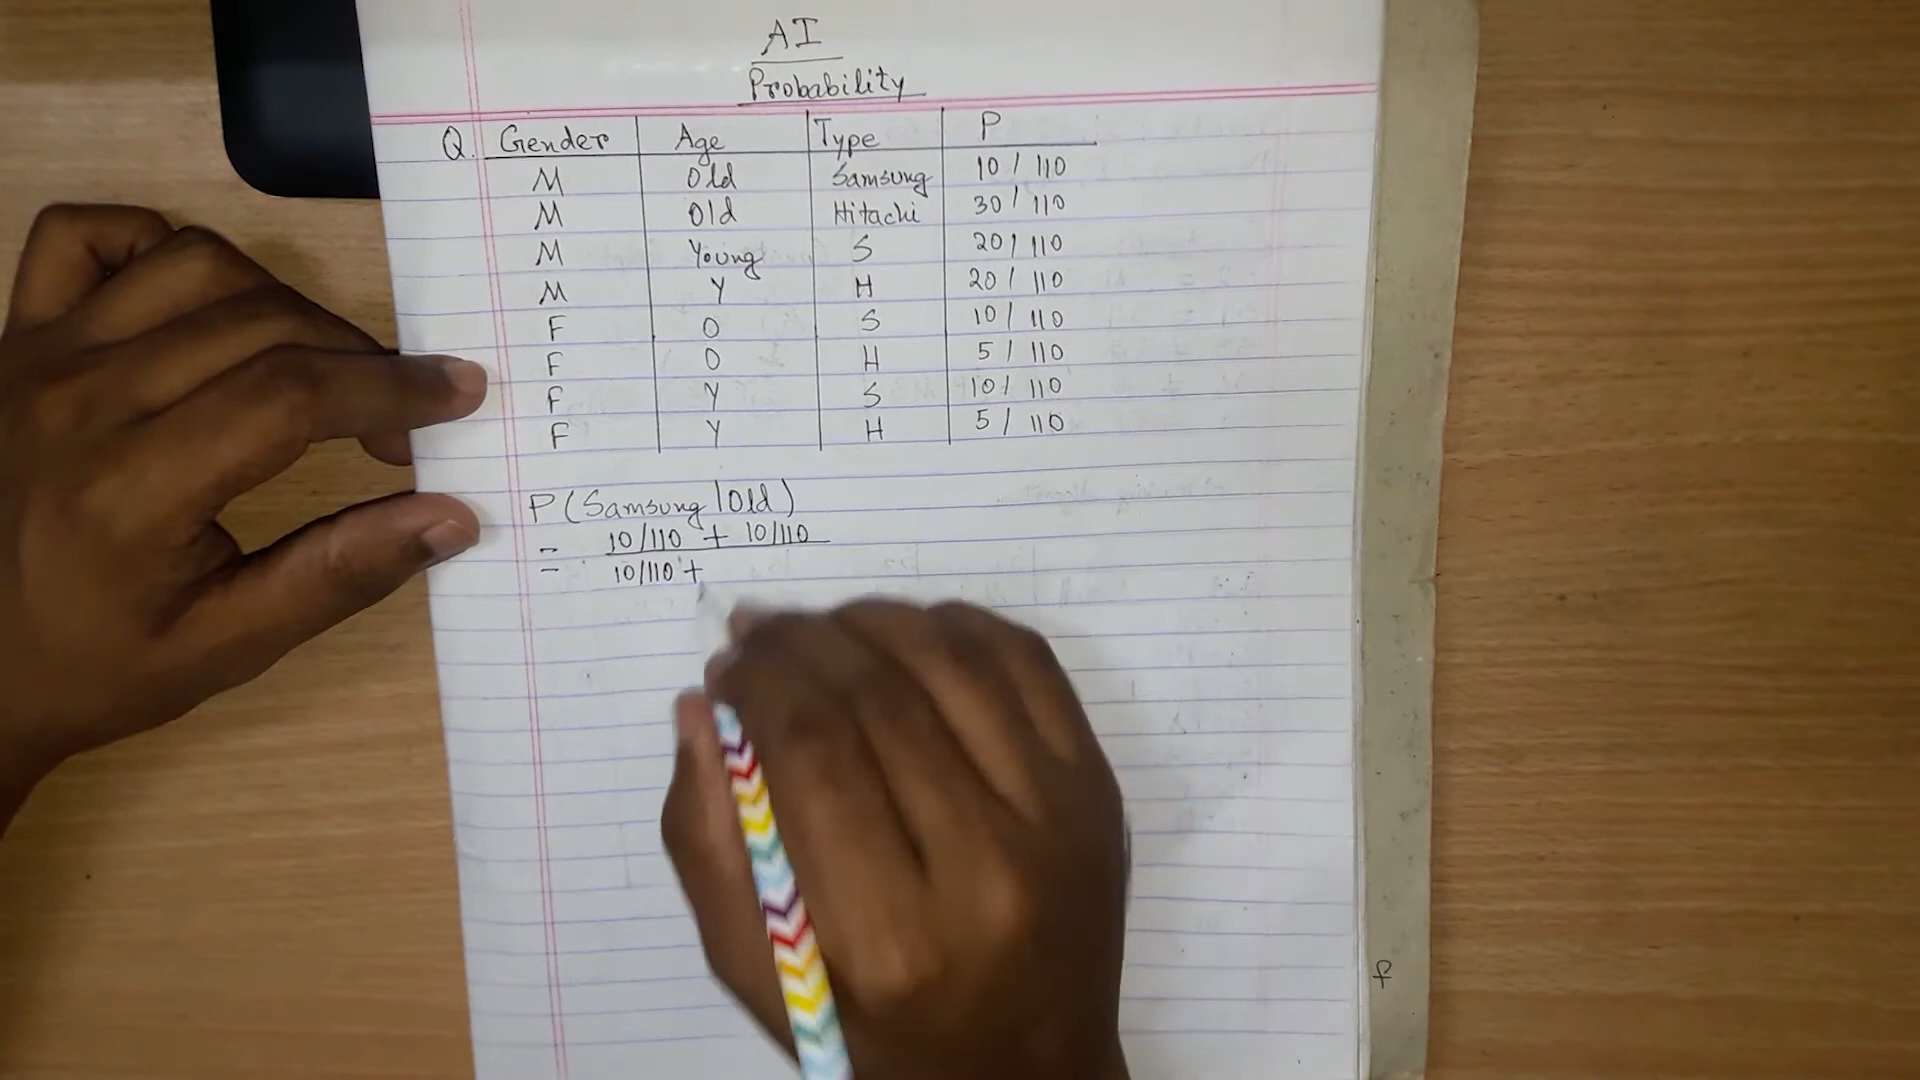 AI
Probability
Q. Gender Age Type P
M Old Samsung 10 / 110
M Old Hitachi 30 / 110
M Young S 20 / 110
M Y H 20 / 110
F O S 10 / 110
F O H 5 / 110
F Y S 10 / 110
F Y H 5 / 110
P (Samsung | Old)
= 10/110 + 10/110
= 10/110 +
f